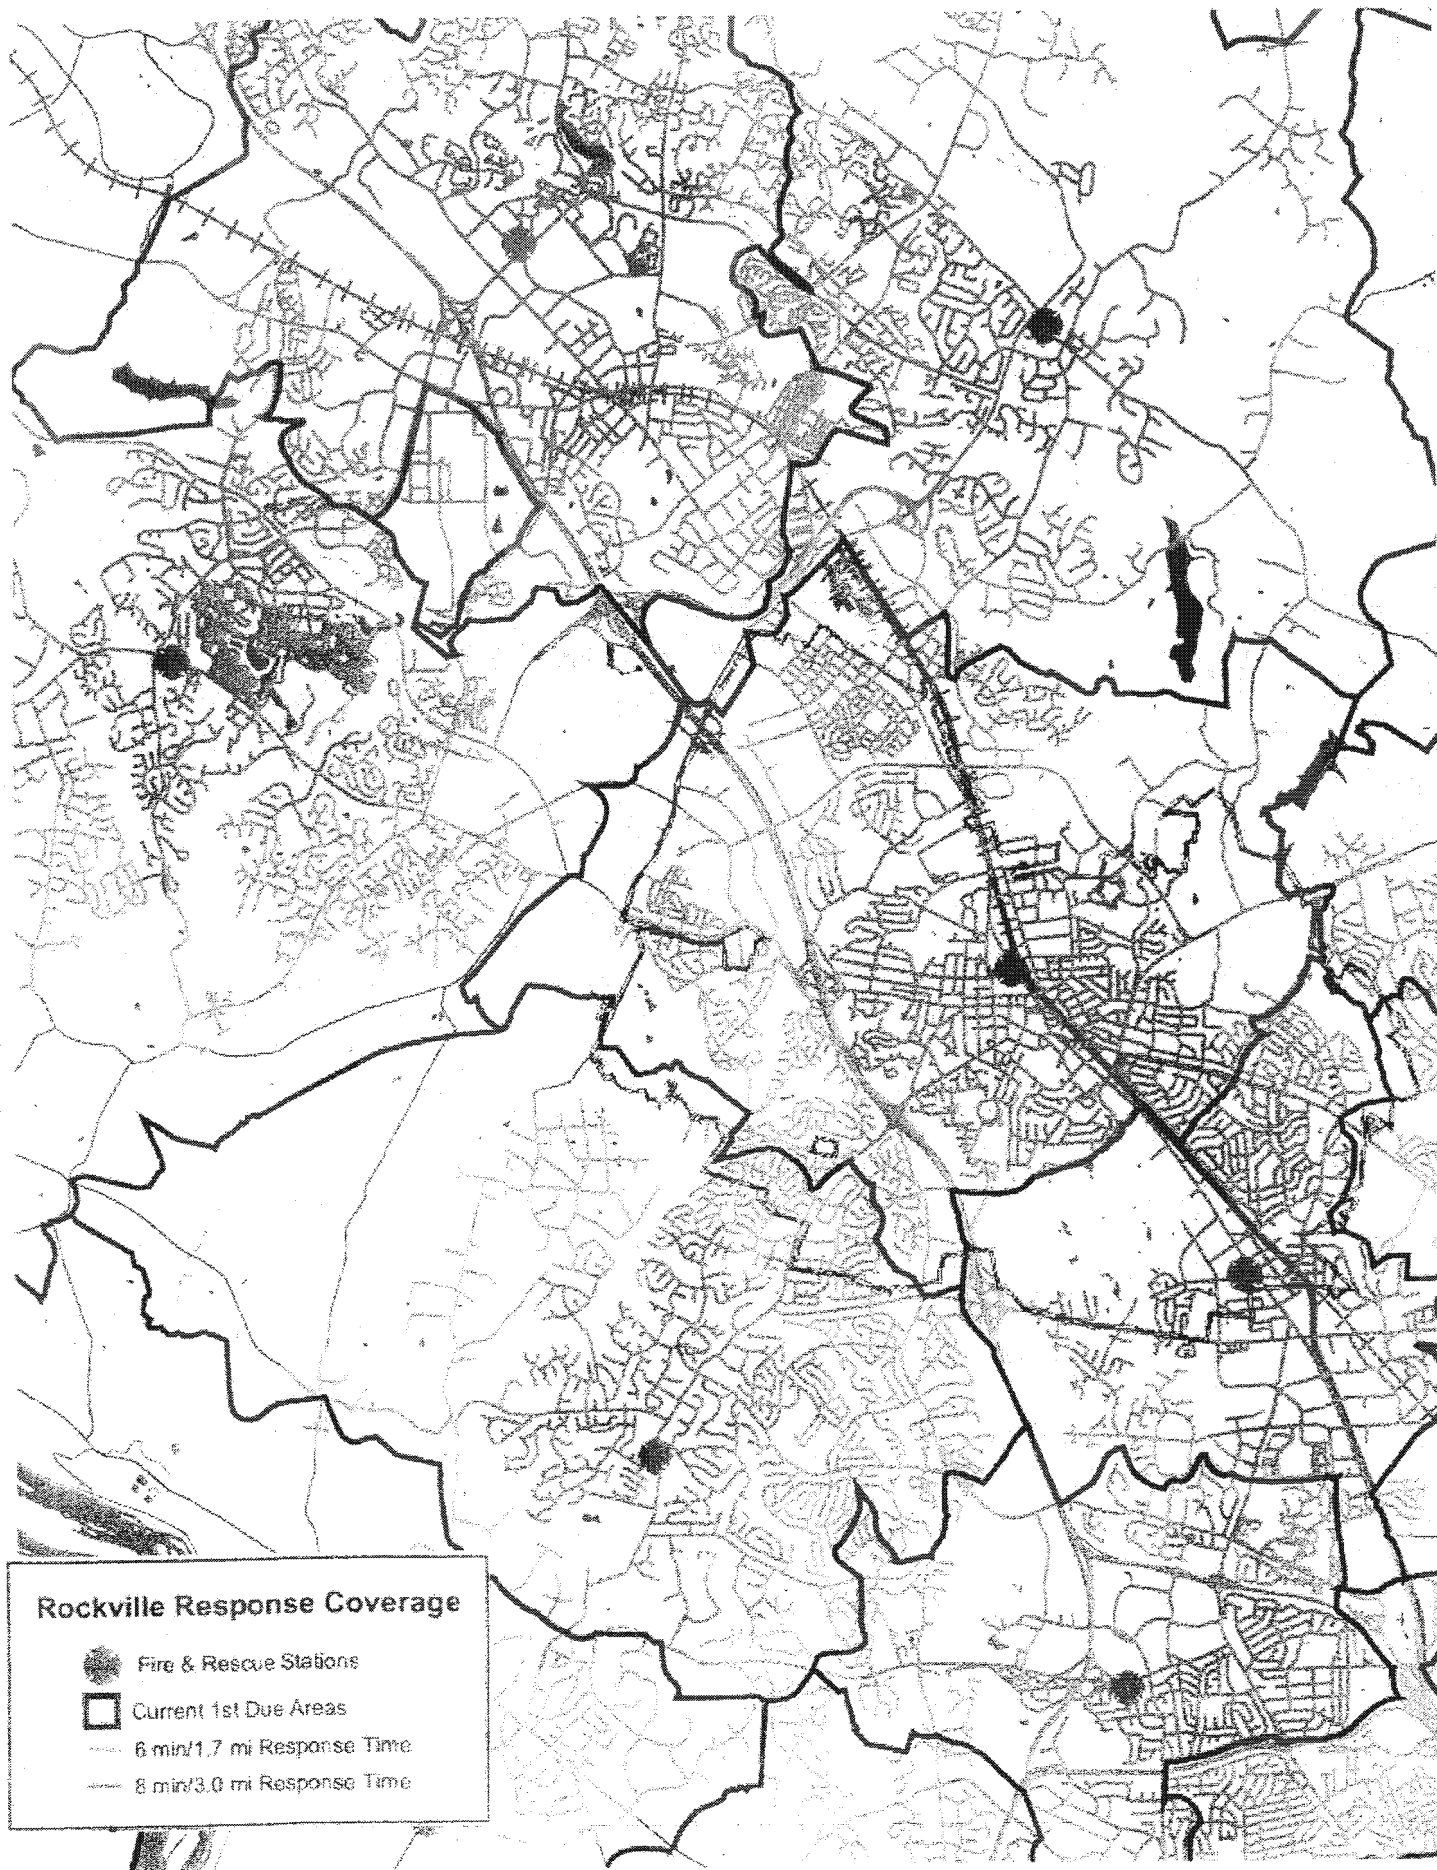 Rockville Response Coverage
Fire & Rescue Stations
Current 1st Due Areas
6 min/1.7 mi Response Time
8 min/3.0 mi Response Time